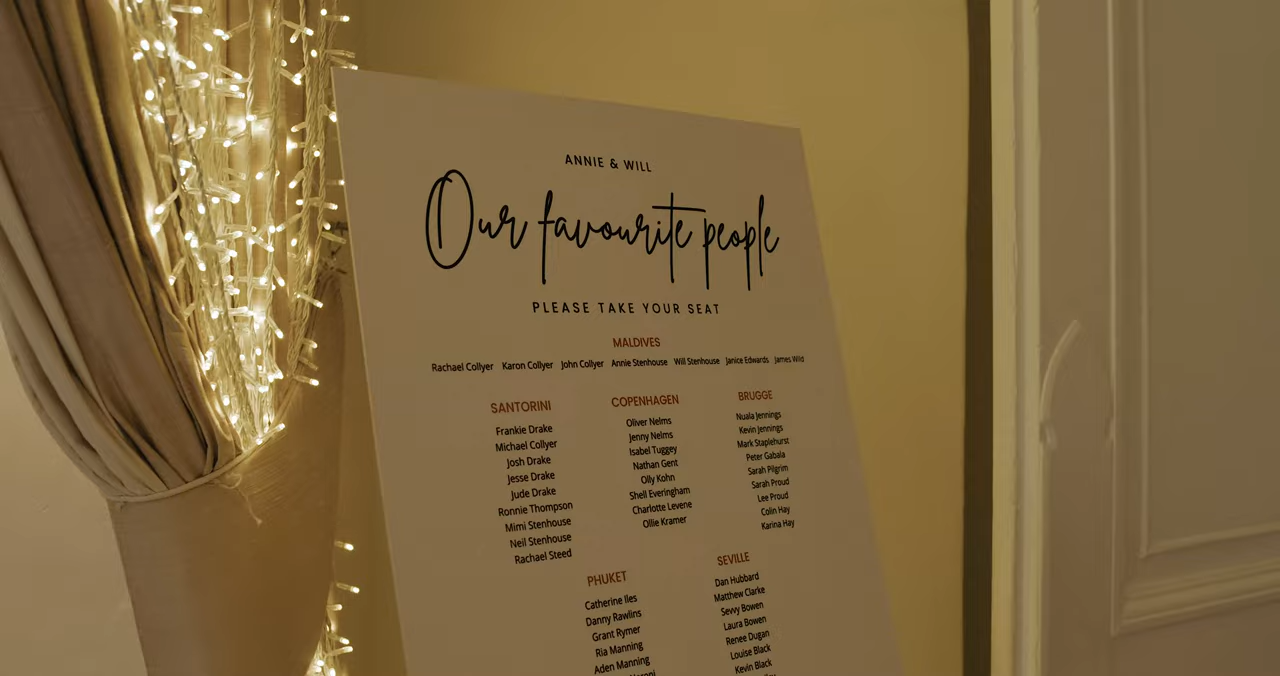 ANNIE & WILL
Our favourite people
PLEASE TAKE YOUR SEAT
MALDIVES
Rachael Collyer Karon Collyer John Collyer Annie Stenhouse Will Stenhouse Janice Edwards James Wild
SANTORINI
Frankie Drake
Michael Collyer
Josh Drake
Jesse Drake
Jude Drake
Ronnie Thompson
Mimi Stenhouse
Neil Stenhouse
Rachael Steed
COPENHAGEN
Oliver Nelms
Jenny Nelms
Isabel Tuggey
Nathan Gent
Olly Kohn
Shell Everingham
Charlotte Levene
Ollie Kramer
BRUGGE
Nuala Jennings
Kevin Jennings
Mark Staplehurst
Peter Gabala
Sarah Pilgrim
Sarah Proud
Lee Proud
Colin Hay
Karina Hay
PHUKET
Catherine Iles
Danny Rawlins
Grant Rymer
Ria Manning
Aden Manning
SEVILLE
Dan Hubbard
Matthew Clarke
Sevvy Bowen
Laura Bowen
Renee Dugan
Louise Black
Kevin Black